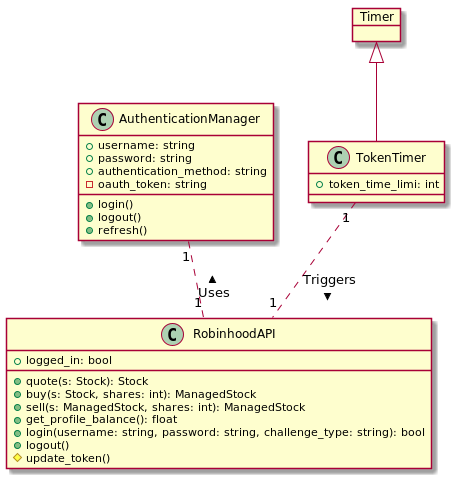 Timer
C AuthenticationManager
username: string
password: string
authentication_method: string
oauth_token: string
login()
logout()
refresh()
C TokenTimer
token_time_limi: int
1
1
Uses
1
Triggers
1
C RobinhoodAPI
logged_in: bool
quote(s: Stock): Stock
buy(s: Stock, shares: int): ManagedStock
sell(s: ManagedStock, shares: int): ManagedStock
get_profile_balance(): float
login(username: string, password: string, challenge_type: string): bool
logout()
update_token()